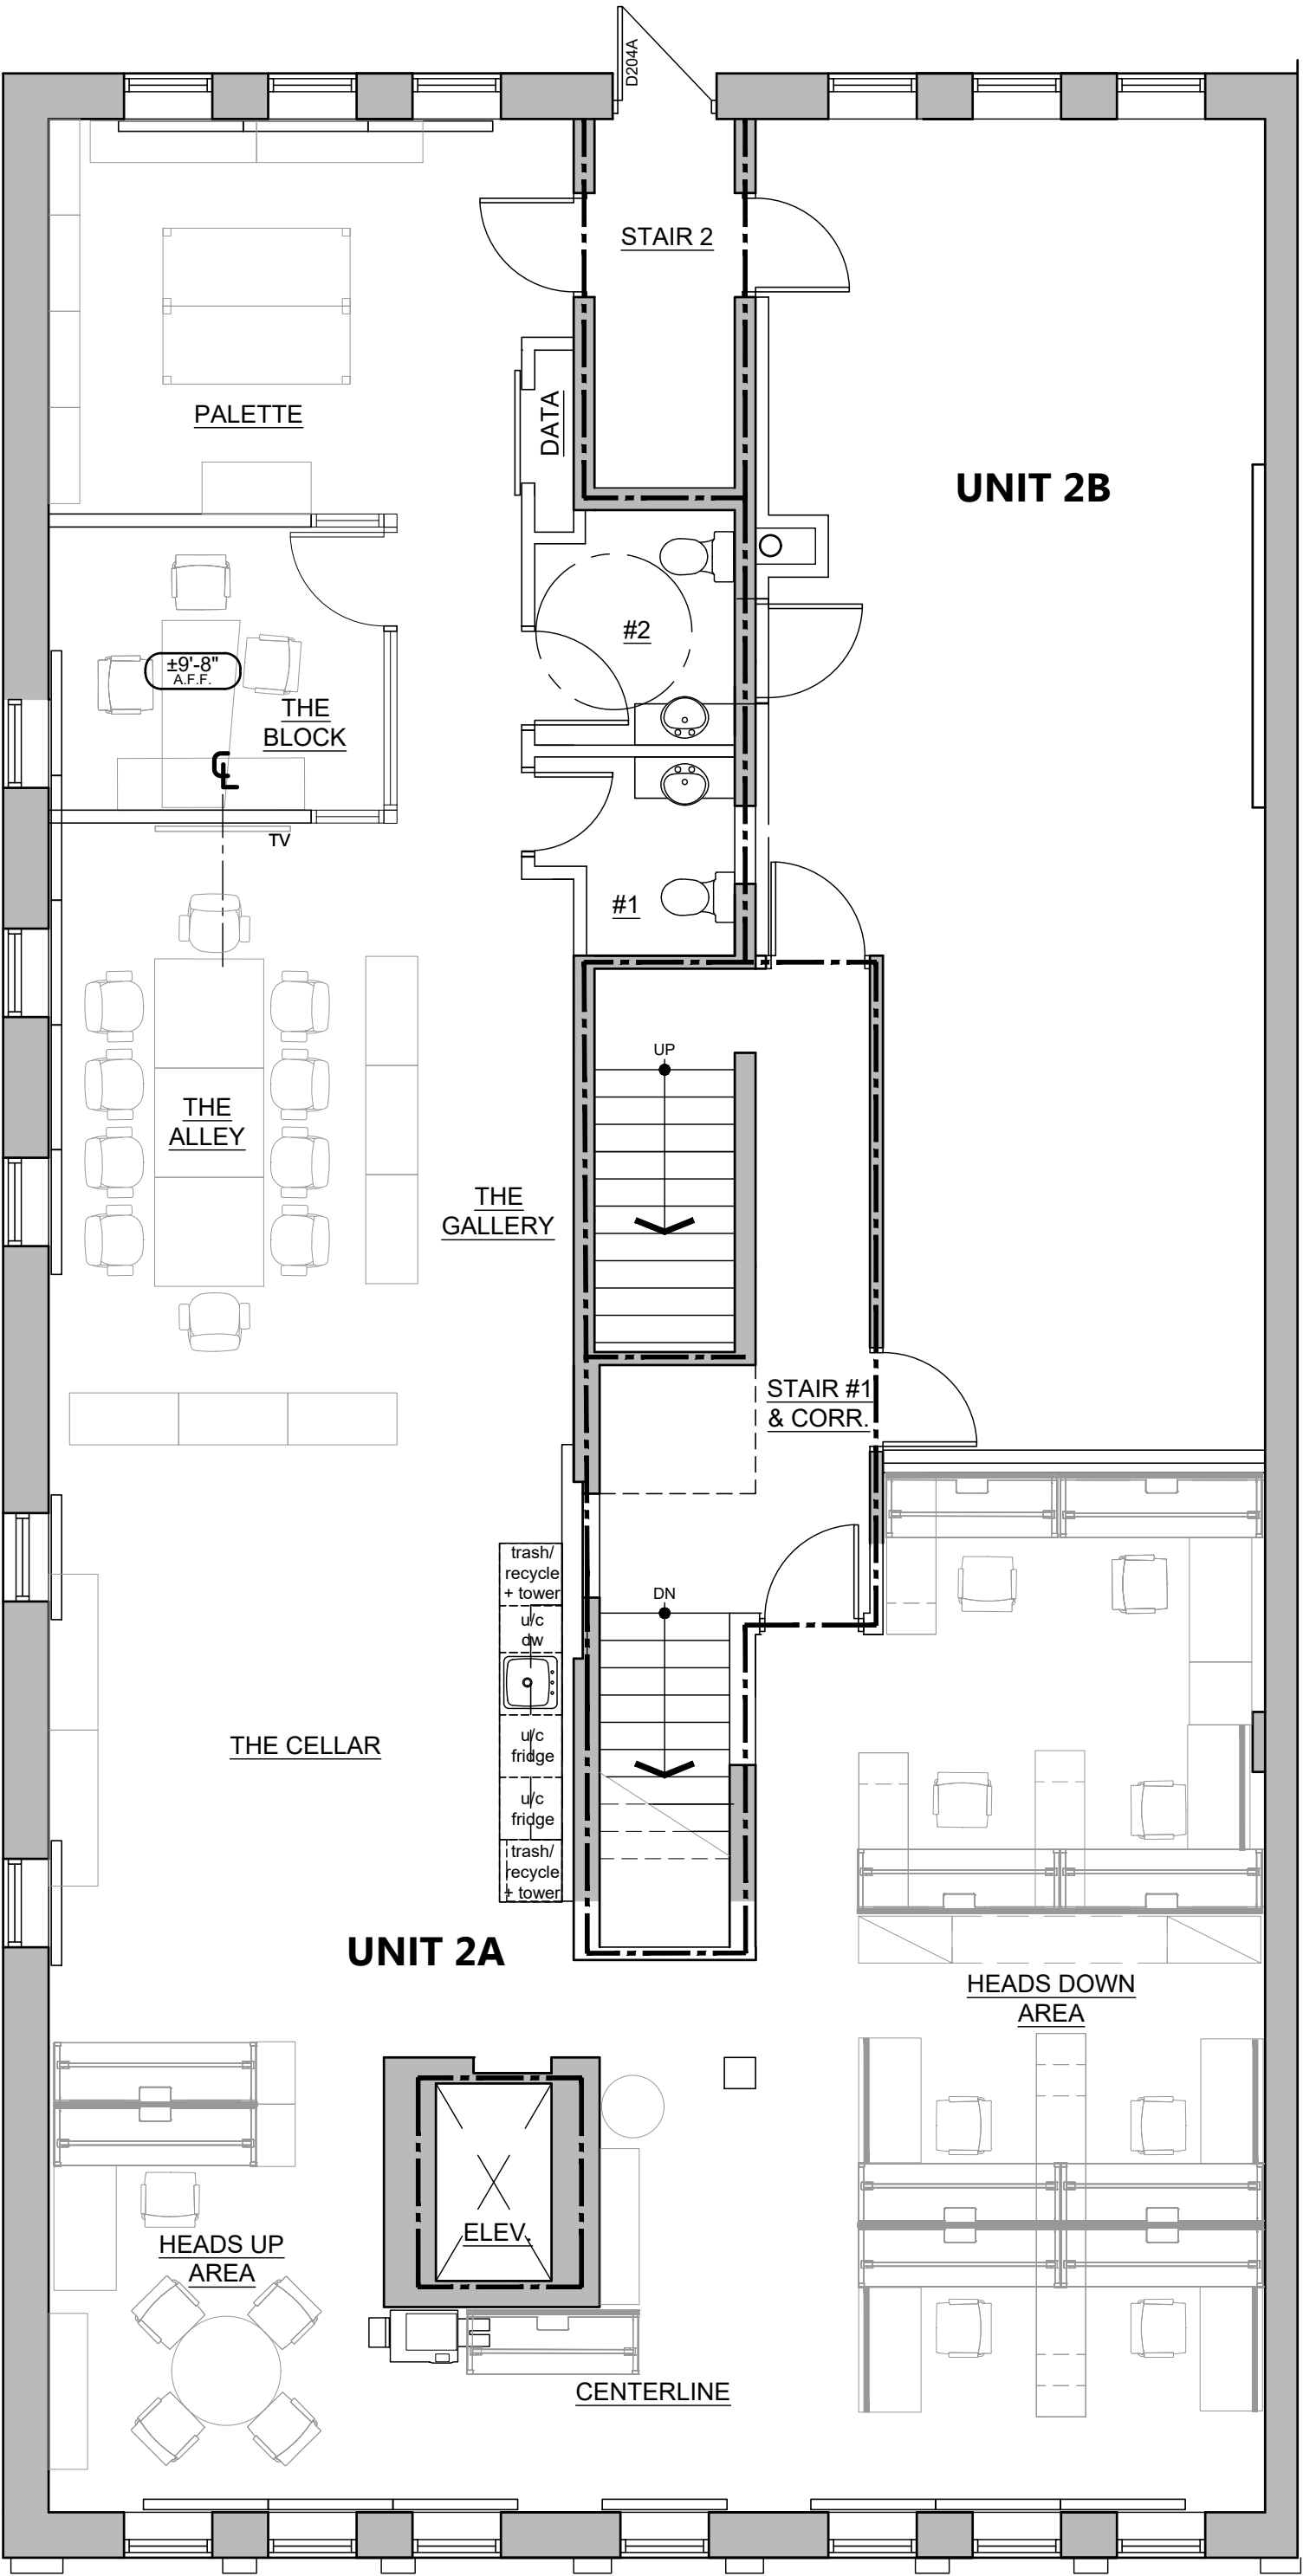 D204A
STAIR 2
DATA
PALETTE
UNIT 2B
#2
±9'-8"
A.F.F.
THE
BLOCK
CL
TV
#1
UP
THE
ALLEY
THE
GALLERY
STAIR #1
& CORR.
trash/
recycle
+ tower
u/c
dw
DN
u/c
fridge
THE CELLAR
u/c
fridge
trash/
recycle
+ tower
UNIT 2A
HEADS DOWN
AREA
ELEV.
HEADS UP
AREA
CENTERLINE